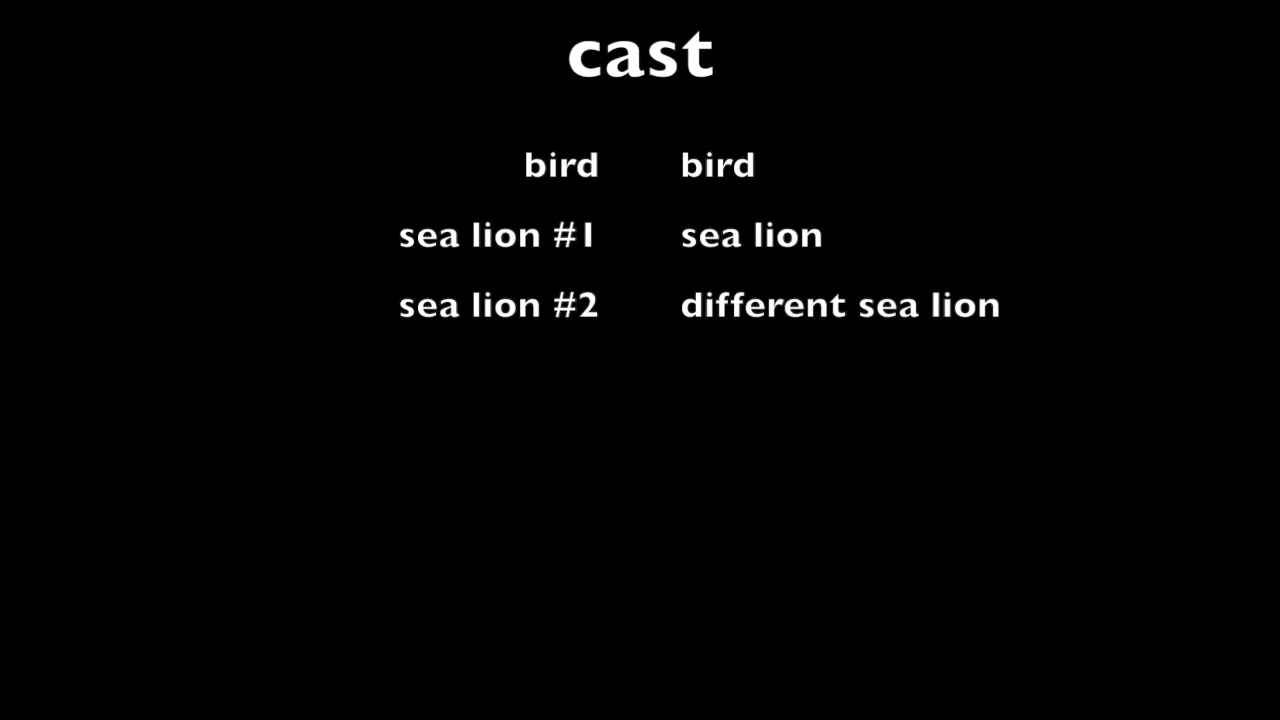 cast
bird bird
sea lion #1 sea lion
sea lion #2 different sea lion